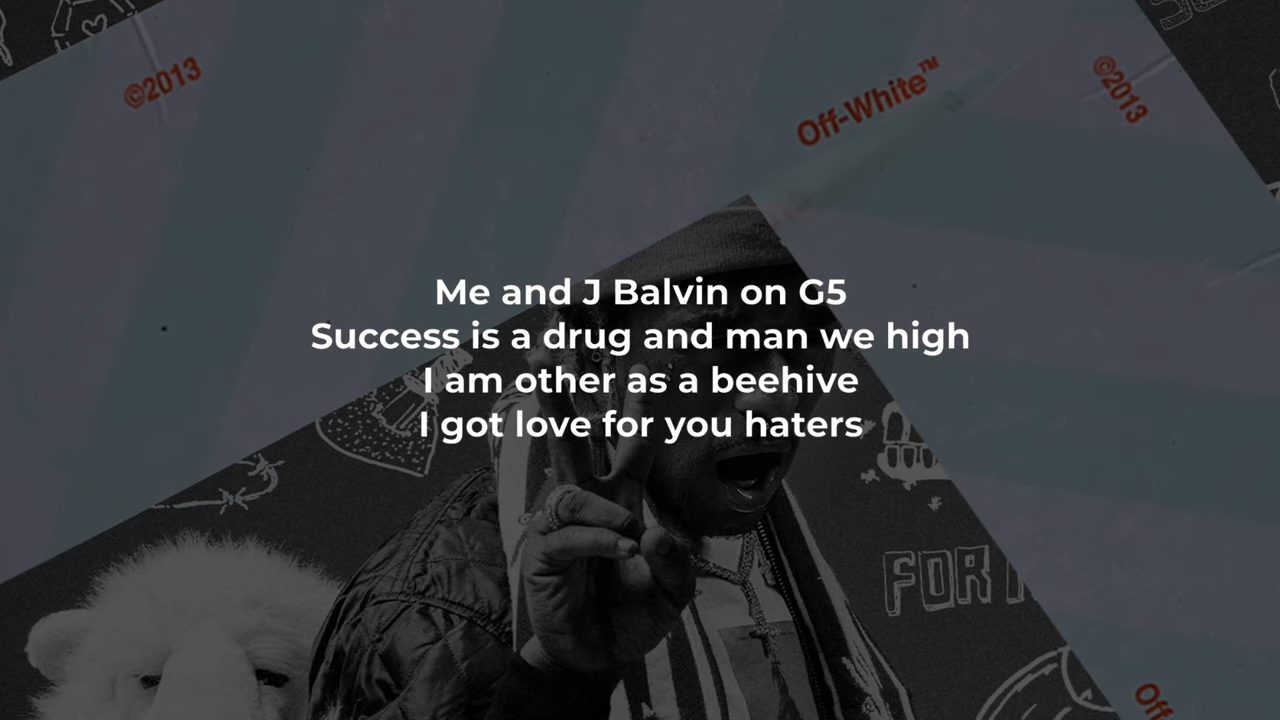 ©2013
Off-White™
©2013
Me and J Balvin on G5
Success is a drug and man we high
I am other as a beehive
I got love for you haters
FOR
Off